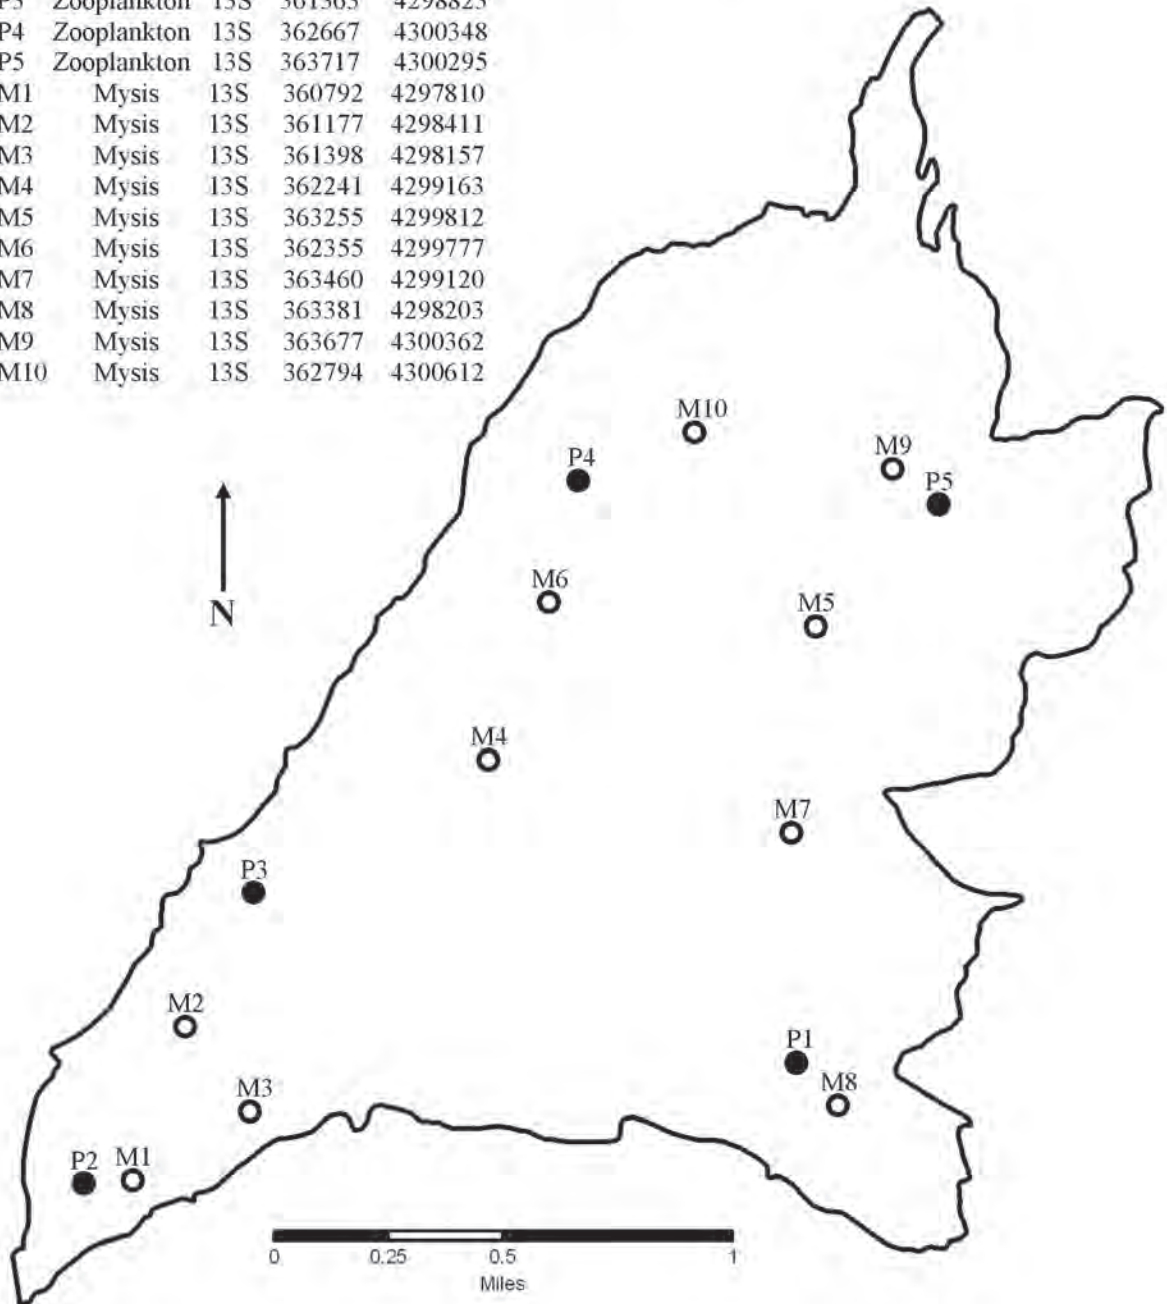 Zooplankton 13S 361363 4298823
P4 Zooplankton 13S 362667 4300348
P5 Zooplankton 13S 363717 4300295
M1 Mysis 13S 360792 4297810
M2 Mysis 13S 361177 4298411
M3 Mysis 13S 361398 4298157
M4 Mysis 13S 362241 4299163
M5 Mysis 13S 363255 4299812
M6 Mysis 13S 362355 4299777
M7 Mysis 13S 363460 4299120
M8 Mysis 13S 363381 4298203
M9 Mysis 13S 363677 4300362
M10 Mysis 13S 362794 4300612
M10
M9
P4
P5
N
M6
M5
M4
M7
P3
M2
P1
M8
M3
P2 M1
0 0.25 0.5 1
Miles